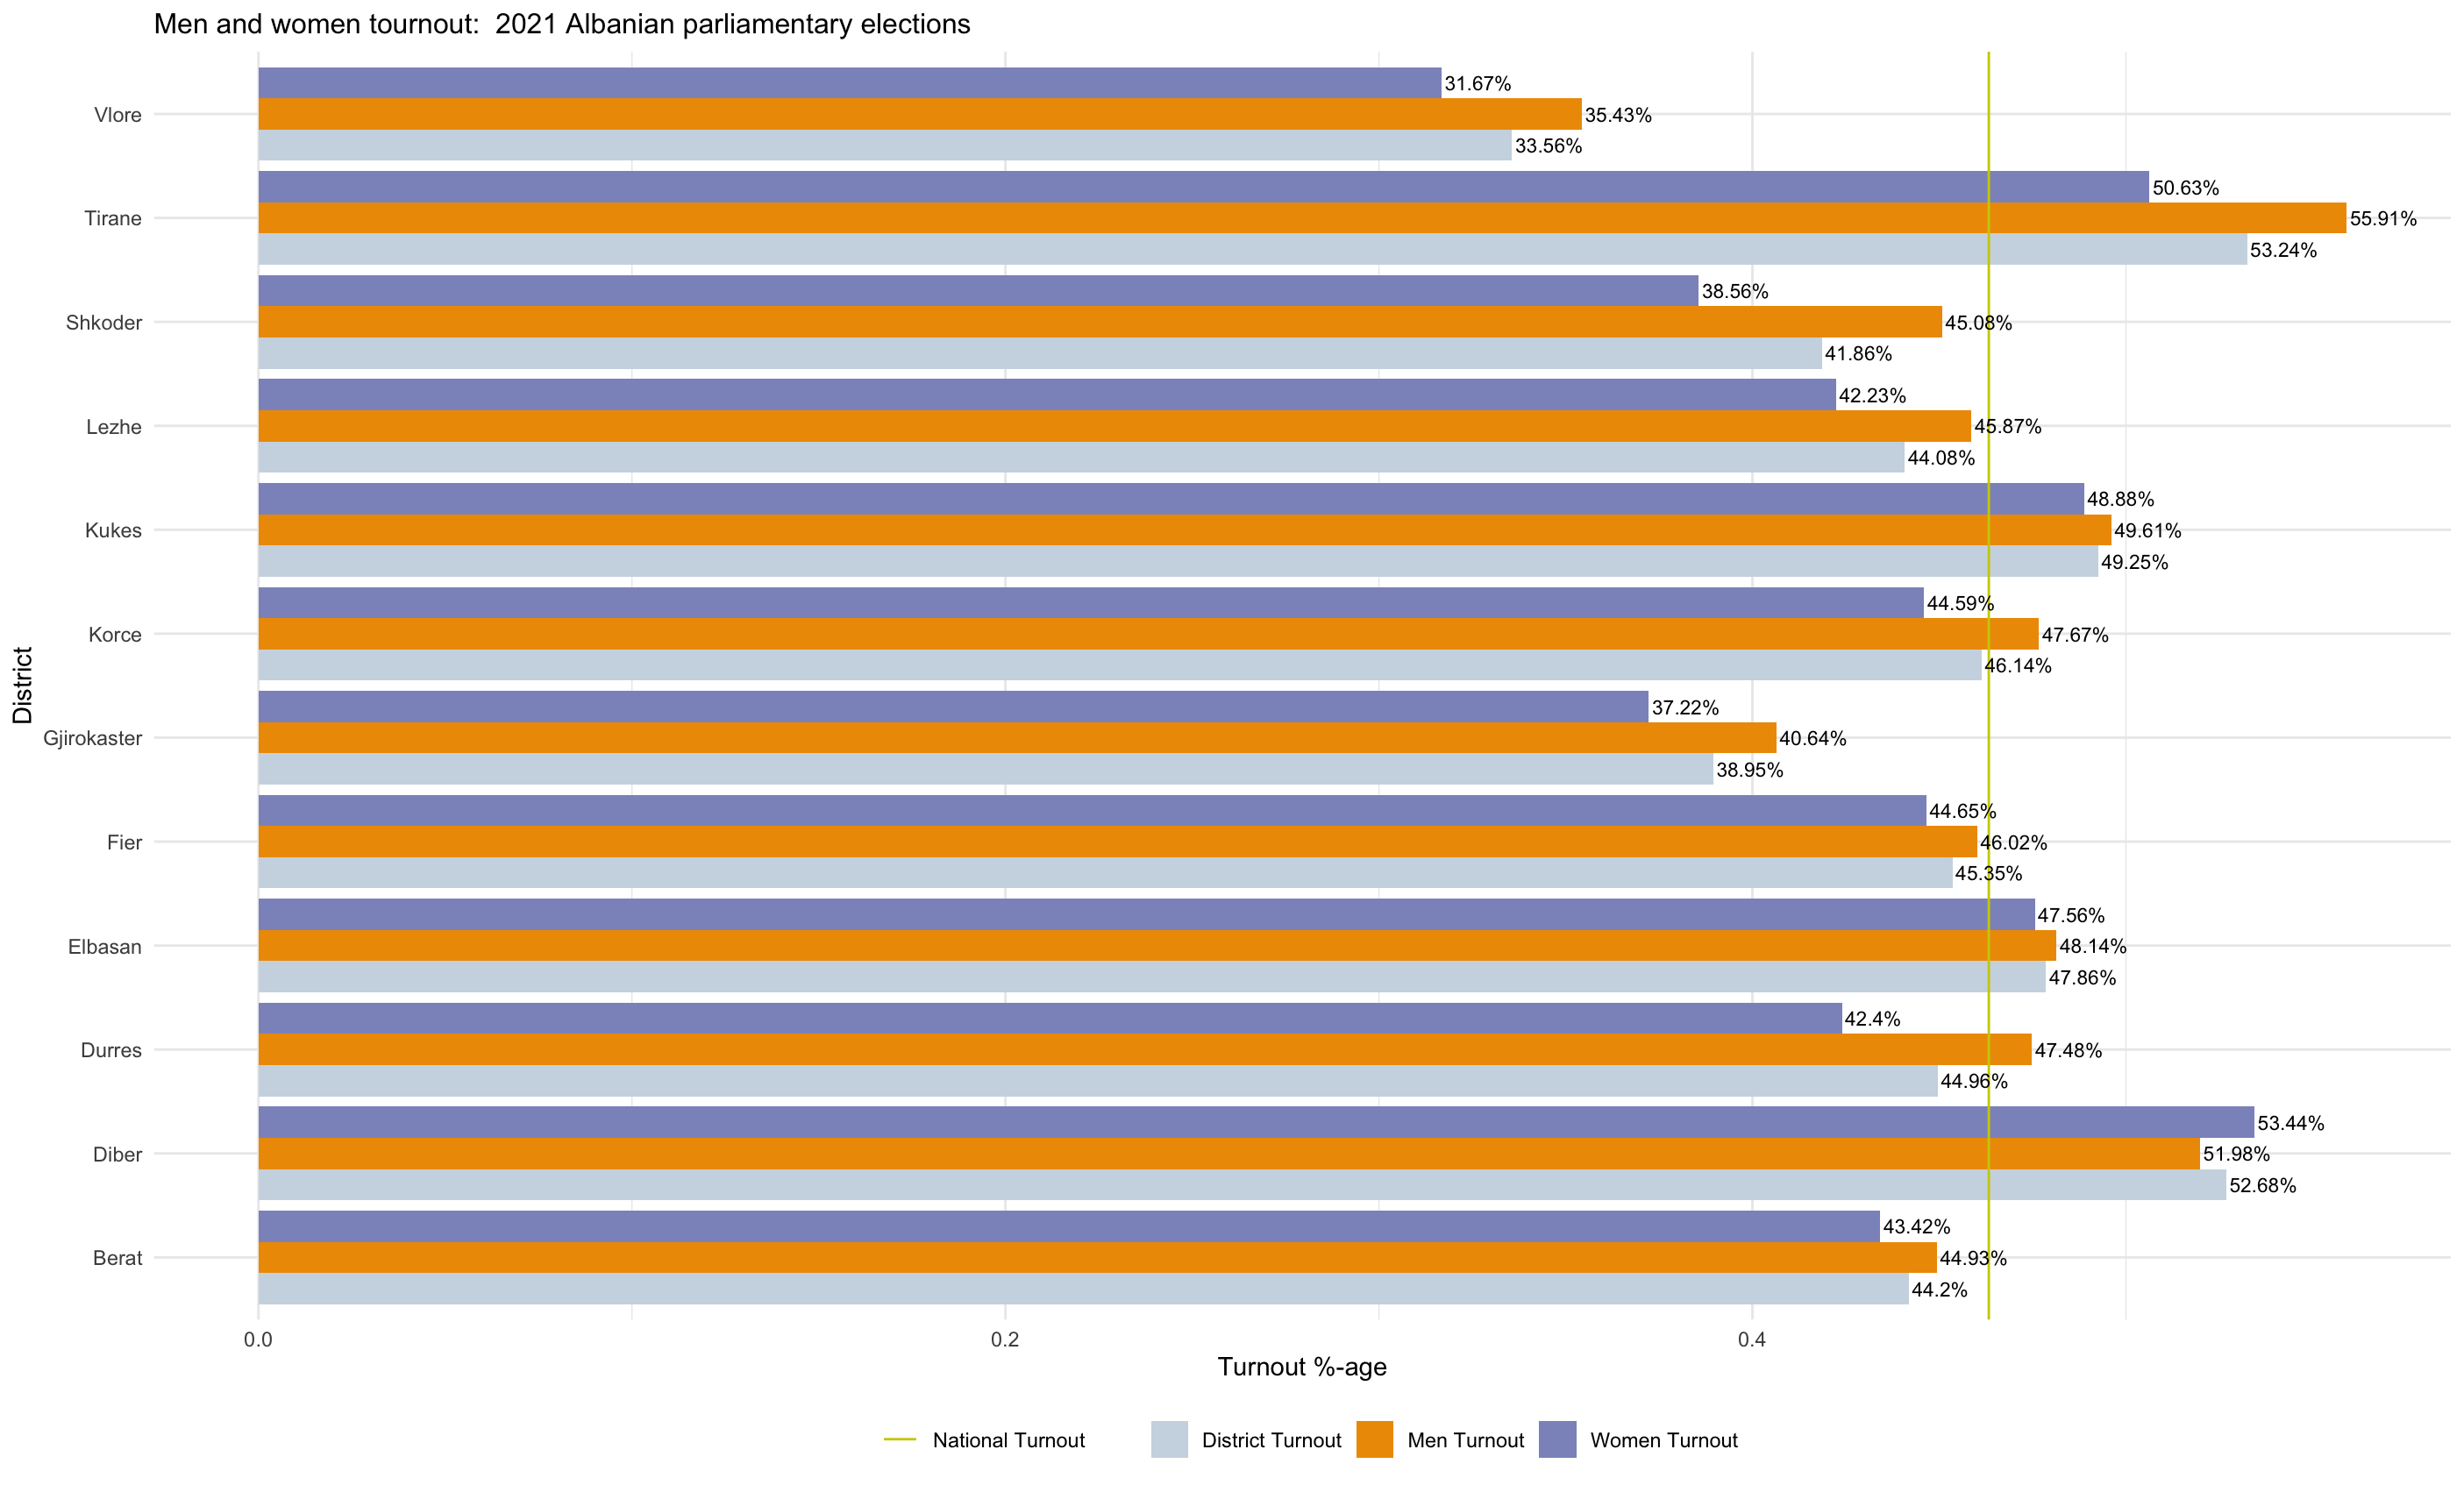 Men and women tournout:  2021 Albanian parliamentary elections
District
Vlore
31.67%
35.43%
33.56%
Tirane
50.63%
55.91%
53.24%
Shkoder
38.56%
45.08%
41.86%
Lezhe
42.23%
45.87%
44.08%
Kukes
48.88%
49.61%
49.25%
Korce
44.59%
47.67%
46.14%
Gjirokaster
37.22%
40.64%
38.95%
Fier
44.65%
46.02%
45.35%
Elbasan
47.56%
48.14%
47.86%
Durres
42.4%
47.48%
44.96%
Diber
53.44%
51.98%
52.68%
Berat
43.42%
44.93%
44.2%
0.0 0.2 0.4
Turnout %-age
National Turnout District Turnout Men Turnout Women Turnout